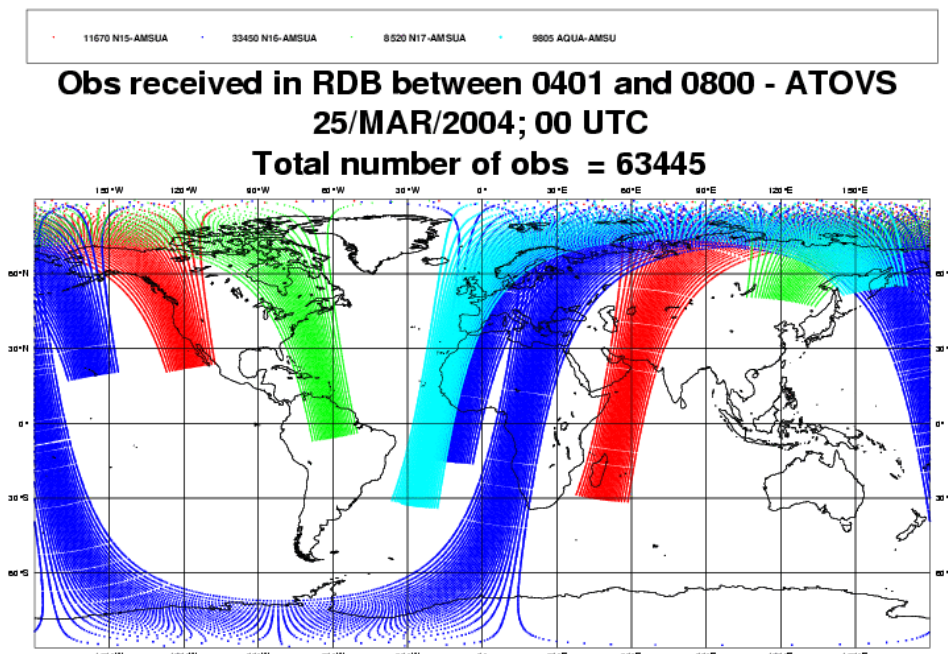 11670 N15-AMSUA 33450 N16-AMSUA 8520 N17-AMSUA 9805 AQUA-AMSU
Obs received in RDB between 0401 and 0800 - ATOVS
25/MAR/2004; 00 UTC
Total number of obs = 63445
150°W 120°W 90°W 60°W 30°W 0° 30°E 60°E 90°E 120°E 150°E
60°N
30°N
0°
30°S
60°S